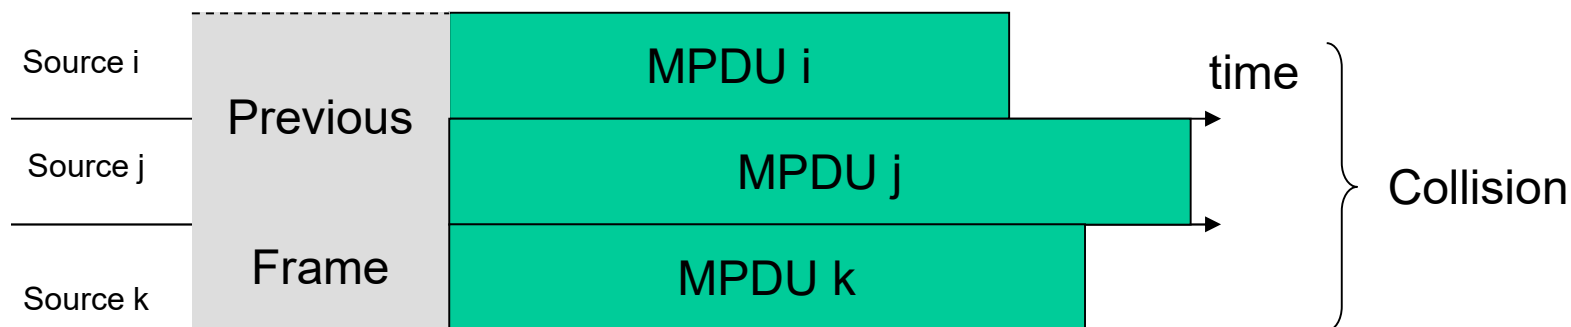 Source i
MPDU i
time
Previous
Source j
MPDU j
Collision
Frame
MPDU k
Source k